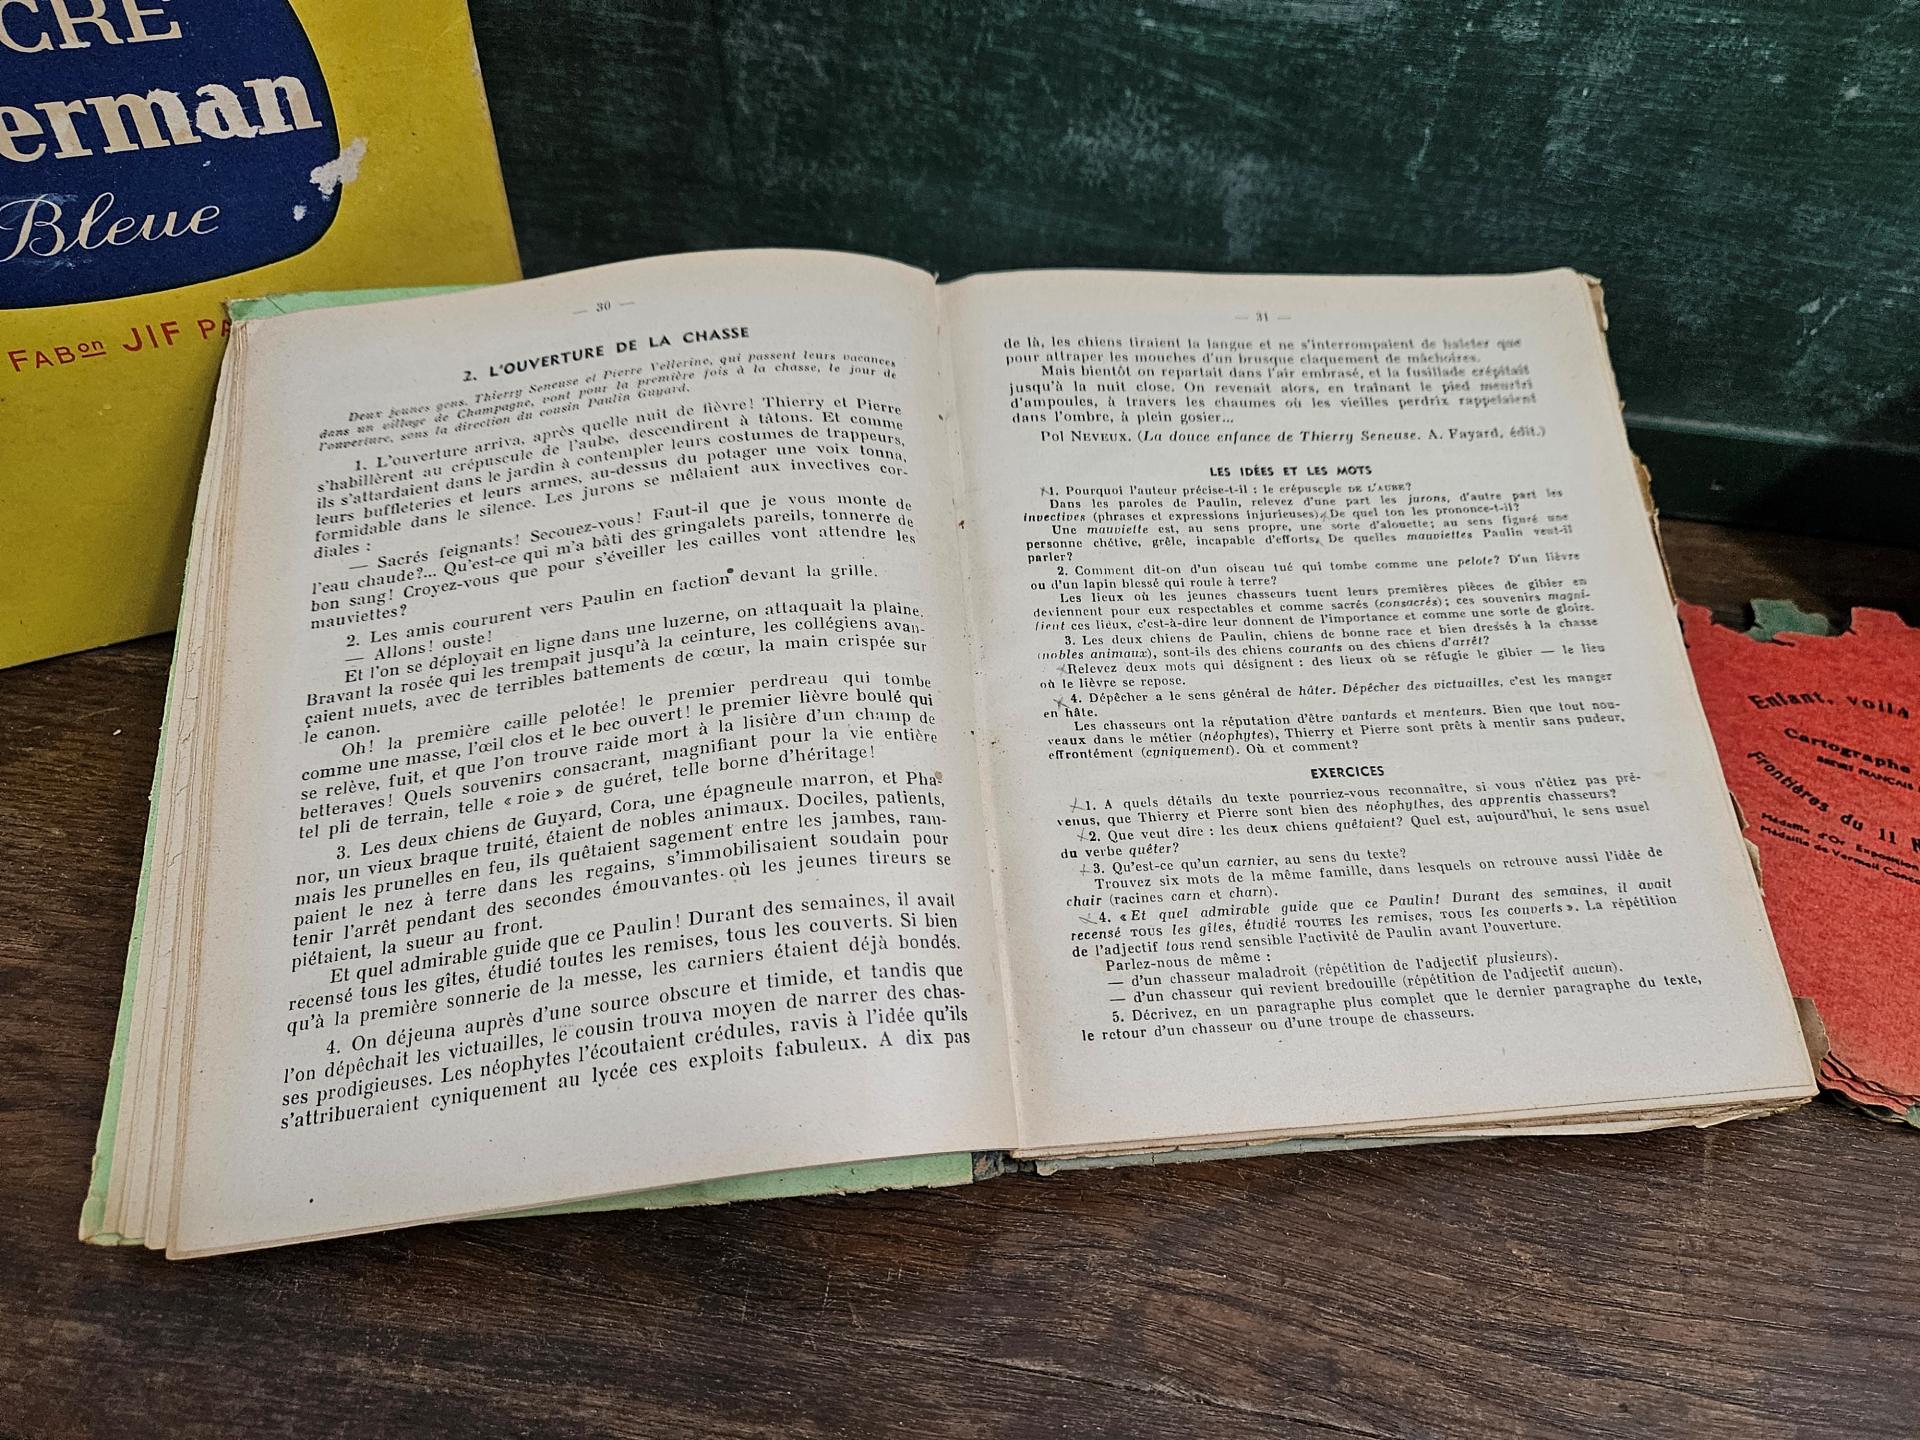 CRE
erman
Bleue
FABon JIF PA
— 30 —
2. L'OUVERTURE DE LA CHASSE
Deux jeunes gens, Thierry Seneuse et Pierre Vellerine, qui passent leurs vacances
dans un village de Champagne, vont pour la première fois à la chasse, le jour de
l'ouverture, sous la direction du cousin Paulin Guyard.
1. L'ouverture arriva, après quelle nuit de fièvre! Thierry et Pierre
s'habillèrent au crépuscule de l'aube, descendirent à tâtons. Et comme
ils s'attardaient dans le jardin à contempler leurs costumes de trappeurs,
leurs buffleteries et leurs armes, au-dessus du potager une voix tonna,
formidable dans le silence. Les jurons se mêlaient aux invectives cor-
diales :
— Sacrés feignants! Secouez-vous! Faut-il que je vous monte de
l'eau chaude?... Qu'est-ce qui m'a bâti des gringalets pareils, tonnerre de
bon sang! Croyez-vous que pour s'éveiller les cailles vont attendre les
mauviettes?
2. Les amis coururent vers Paulin en faction devant la grille.
— Allons! ouste!
Et l'on se déployait en ligne dans une luzerne, on attaquait la plaine.
Bravant la rosée qui les trempait jusqu'à la ceinture, les collégiens avan-
çaient muets, avec de terribles battements de cœur, la main crispée sur
le canon.
Oh! la première caille pelotée! le premier perdreau qui tombe
comme une masse, l'œil clos et le bec ouvert! le premier lièvre boulé qui
se relève, fuit, et que l'on trouve raide mort à la lisière d'un champ de
betteraves! Quels souvenirs consacrant, magnifiant pour la vie entière
tel pli de terrain, telle « roie » de guéret, telle borne d'héritage!
3. Les deux chiens de Guyard, Cora, une épagneule marron, et Pha-
nor, un vieux braque truité, étaient de nobles animaux. Dociles, patients,
mais les prunelles en feu, ils quêtaient sagement entre les jambes, ram-
paient le nez à terre dans les regains, s'immobilisaient soudain pour
tenir l'arrêt pendant des secondes émouvantes où les jeunes tireurs se
piétaient, la sueur au front.
Et quel admirable guide que ce Paulin! Durant des semaines, il avait
recensé tous les gîtes, étudié toutes les remises, tous les couverts. Si bien
qu'à la première sonnerie de la messe, les carniers étaient déjà bondés.
4. On déjeuna auprès d'une source obscure et timide, et tandis que
l'on dépêchait les victuailles, le cousin trouva moyen de narrer des chas-
ses prodigieuses. Les néophytes l'écoutaient crédules, ravis à l'idée qu'ils
s'attribueraient cyniquement au lycée ces exploits fabuleux. A dix pas
— 31 —
de là, les chiens tiraient la langue et ne s'interrompaient de haleter que
pour attraper les mouches d'un brusque claquement de mâchoires.
Mais bientôt on repartait dans l'air embrasé, et la fusillade crépitait
jusqu'à la nuit close. On revenait alors, en traînant le pied meurtri
d'ampoules, à travers les chaumes où les vieilles perdrix rappelaient
dans l'ombre, à plein gosier...
Pol NEVEUX. (La douce enfance de Thierry Seneuse. A. Fayard, édit.)
LES IDÉES ET LES MOTS
1. Pourquoi l'auteur précise-t-il : le crépuscule DE L'AUBE?
Dans les paroles de Paulin, relevez d'une part les jurons, d'autre part les
invectives (phrases et expressions injurieuses). De quel ton les prononce-t-il?
Une mauviette est, au sens propre, une sorte d'alouette; au sens figuré une
personne chétive, grêle, incapable d'efforts. De quelles mauviettes Paulin veut-il
parler?
2. Comment dit-on d'un oiseau tué qui tombe comme une pelote? D'un lièvre
ou d'un lapin blessé qui roule à terre?
Les lieux où les jeunes chasseurs tuent leurs premières pièces de gibier en
deviennent pour eux respectables et comme sacrés (consacrés); ces souvenirs magni-
fient ces lieux, c'est-à-dire leur donnent de l'importance et comme une sorte de gloire.
3. Les deux chiens de Paulin, chiens de bonne race et bien dressés à la chasse
(nobles animaux), sont-ils des chiens courants ou des chiens d'arrêt?
Relevez deux mots qui désignent : des lieux où se réfugie le gibier — le lieu
où le lièvre se repose.
4. Dépêcher a le sens général de hâter. Dépêcher des victuailles, c'est les manger
en hâte.
Les chasseurs ont la réputation d'être vantards et menteurs. Bien que tout nou-
veaux dans le métier (néophytes), Thierry et Pierre sont prêts à mentir sans pudeur,
effrontément (cyniquement). Où et comment?
EXERCICES
1. A quels détails du texte pourriez-vous reconnaître, si vous n'étiez pas pré-
venus, que Thierry et Pierre sont bien des néophytes, des apprentis chasseurs?
2. Que veut dire : les deux chiens quêtaient? Quel est, aujourd'hui, le sens usuel
du verbe quêter?
3. Qu'est-ce qu'un carnier, au sens du texte?
Trouvez six mots de la même famille, dans lesquels on retrouve aussi l'idée de
chair (racines carn et charn).
4. « Et quel admirable guide que ce Paulin! Durant des semaines, il avait
recensé TOUS les gîtes, étudié TOUTES les remises, TOUS les couverts ». La répétition
de l'adjectif tous rend sensible l'activité de Paulin avant l'ouverture.
Parlez-nous de même :
— d'un chasseur maladroit (répétition de l'adjectif plusieurs).
— d'un chasseur qui revient bredouille (répétition de l'adjectif aucun).
5. Décrivez, en un paragraphe plus complet que le dernier paragraphe du texte,
le retour d'un chasseur ou d'une troupe de chasseurs.
Enfant, voilà
Cartographe
BREVET FRANCAIS
Frontières du 11
Médaille d'Or Exposition
Médaille de Vermeil Conco